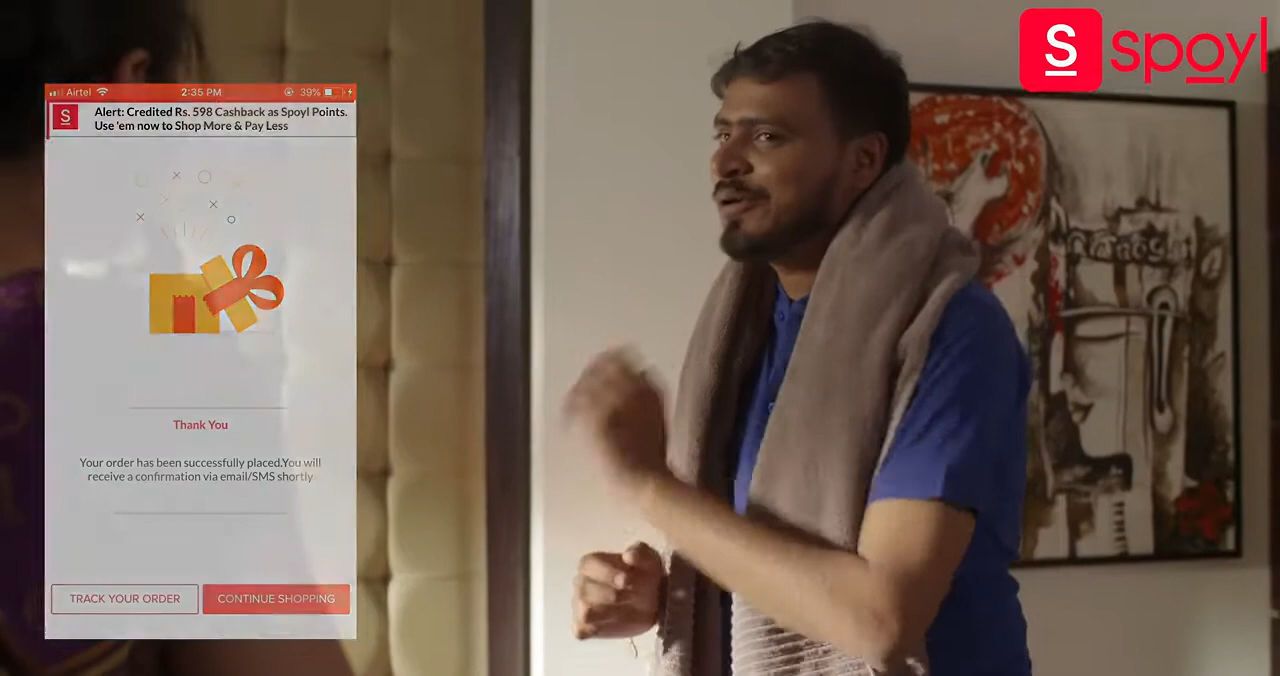 S spoyl
Airtel 2:35 PM 39%
S
Alert: Credited Rs. 598 Cashback as Spoyl Points.
Use 'em now to Shop More & Pay Less
Thank You
Your order has been successfully placed.You will
receive a confirmation via email/SMS shortly
TRACK YOUR ORDER CONTINUE SHOPPING